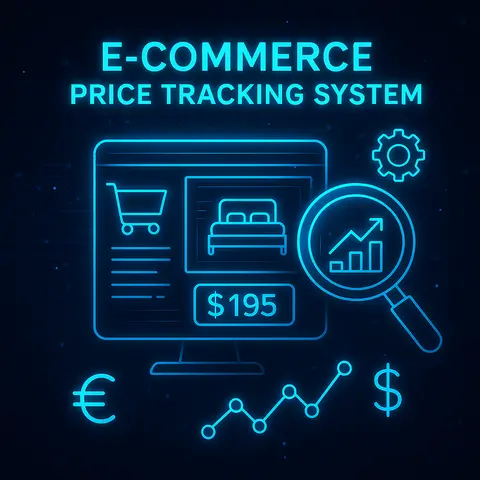 E-COMMERCE
PRICE TRACKING SYSTEM
$195
€
$